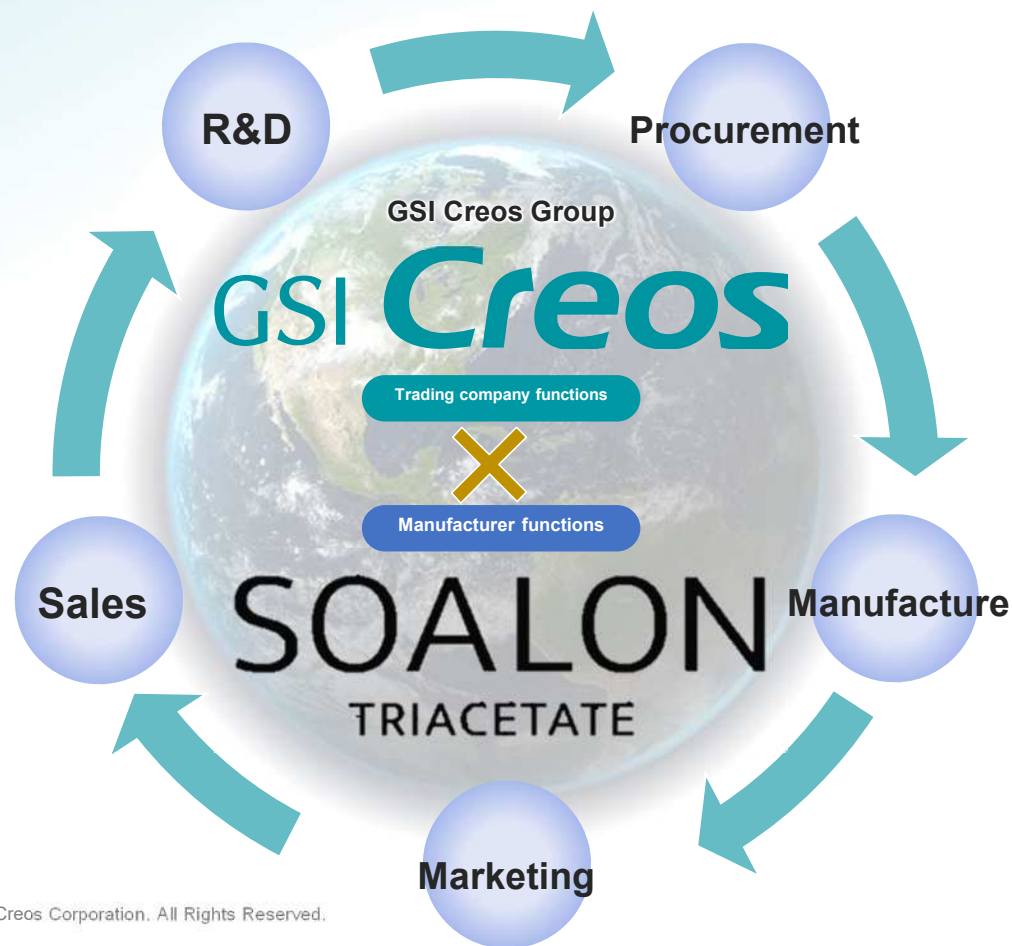 R&D
Procurement
GSI Creos Group
GSI Creos
Trading company functions
Manufacturer functions
Sales
SOALON
Manufacture
TRIACETATE
Marketing
Creos Corporation. All Rights Reserved.